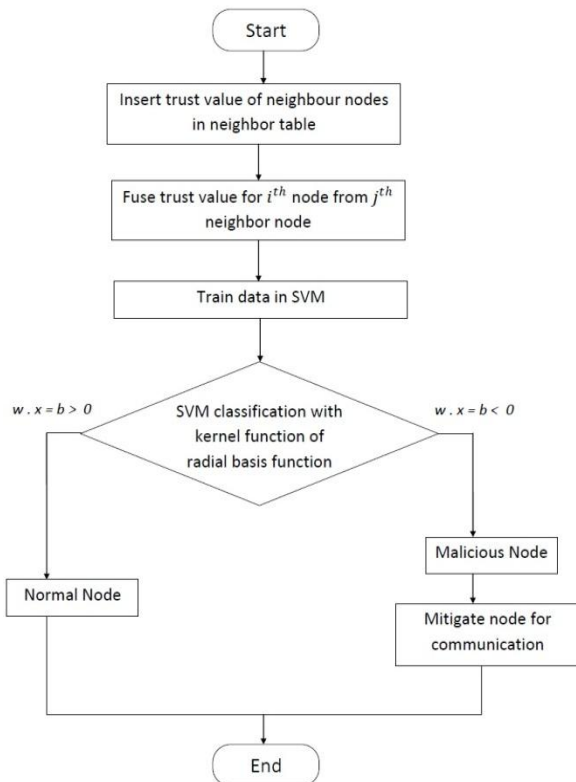 Start
Insert trust value of neighbour nodes
in neighbor table
Fuse trust value for i^th node from j^th
neighbor node
Train data in SVM
w . x = b > 0
SVM classification with
kernel function of
radial basis function
w . x = b < 0
Malicious Node
Normal Node
Mitigate node for
communication
End